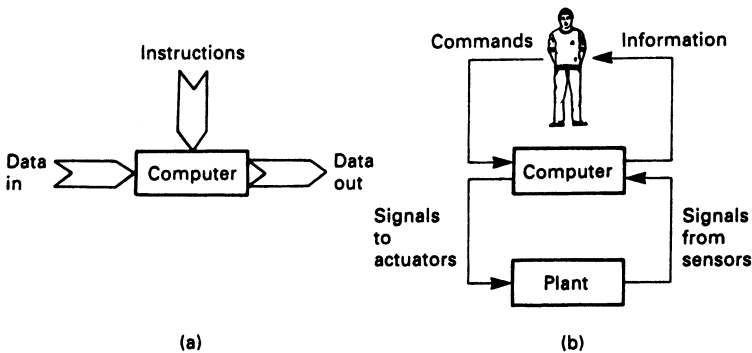 Instructions
Data
in
Computer
Data
out
(a)
Commands
Information
Computer
Signals
to
actuators
Signals
from
sensors
Plant
(b)